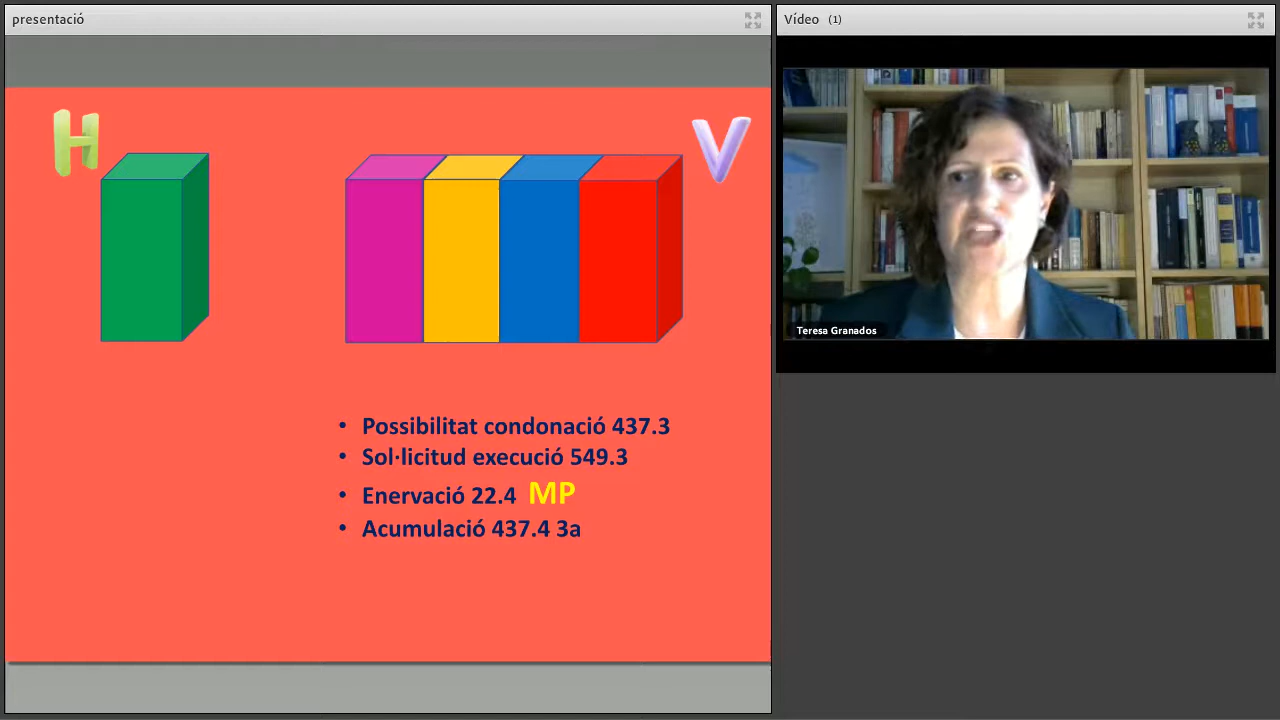 presentació
Vídeo (1)
H
V
• Possibilitat condonació 437.3
• Sol·licitud execució 549.3
• Enervació 22.4 MP
• Acumulació 437.4 3a
Teresa Granados